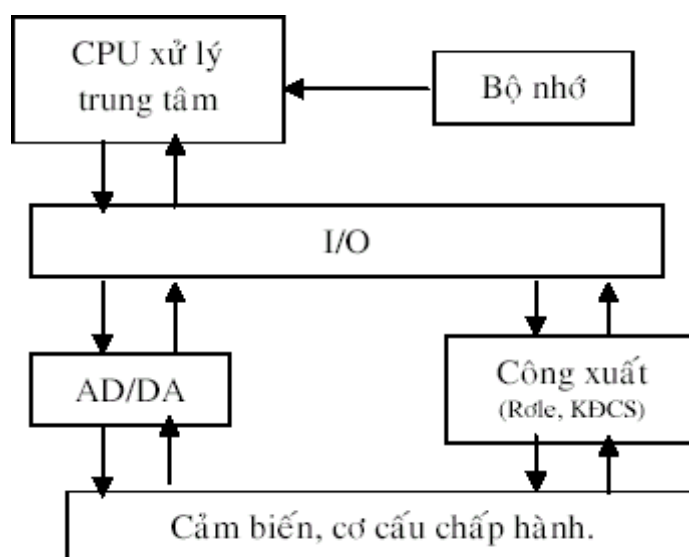 CPU xử lý
trung tâm
Bộ nhớ
I/O
AD/DA
Công xuất
(Rơle, KĐCS)
Cảm biến, cơ cấu chấp hành.